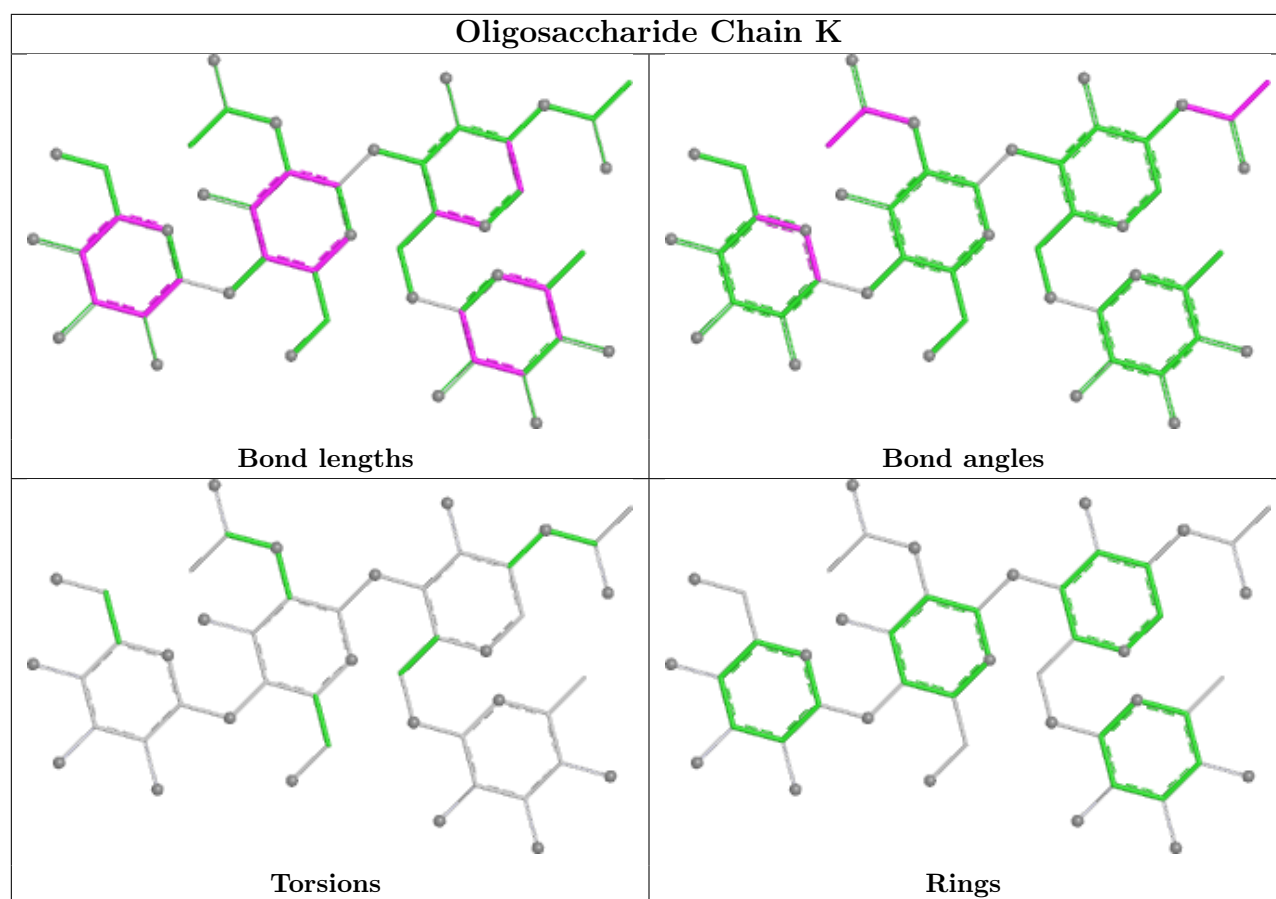 Oligosaccharide Chain K
Bond lengths
Bond angles
Torsions
Rings